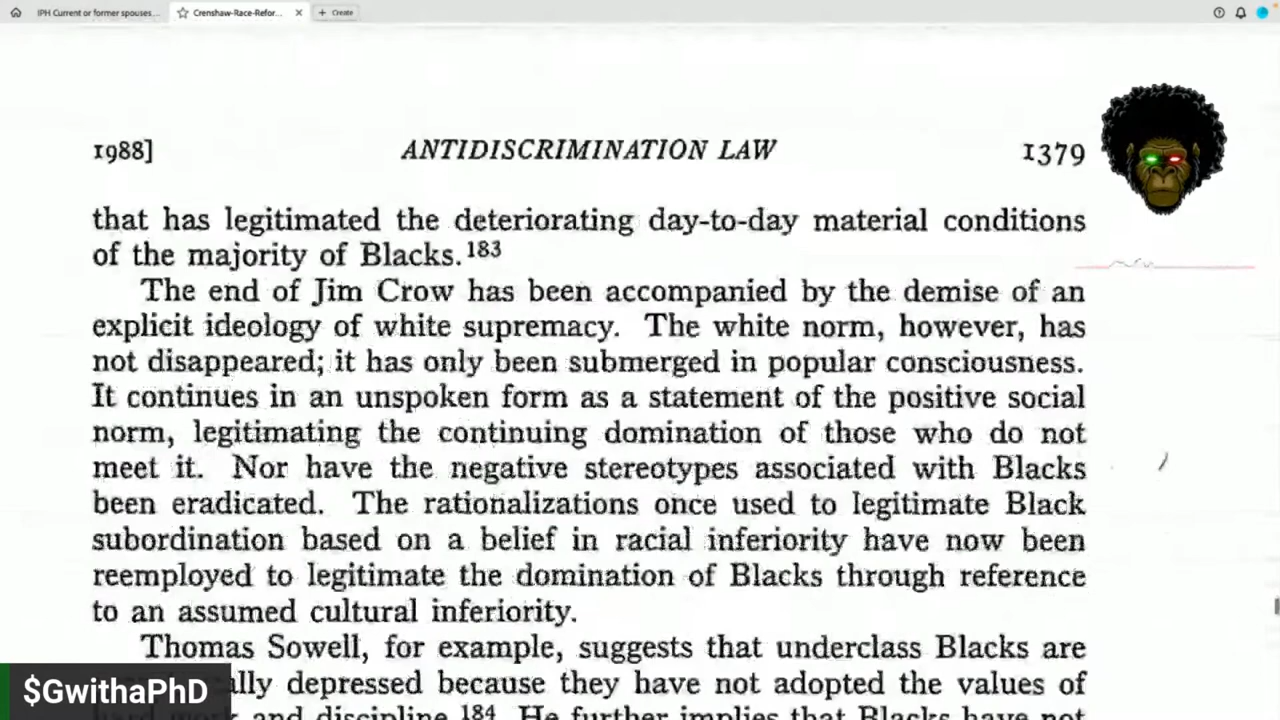 IPH Current or former spouses...
Crenshaw-Race-Refor...
Create
1988] ANTIDISCRIMINATION LAW 1379
that has legitimated the deteriorating day-to-day material conditions
of the majority of Blacks.183
The end of Jim Crow has been accompanied by the demise of an
explicit ideology of white supremacy. The white norm, however, has
not disappeared; it has only been submerged in popular consciousness.
It continues in an unspoken form as a statement of the positive social
norm, legitimating the continuing domination of those who do not
meet it. Nor have the negative stereotypes associated with Blacks
been eradicated. The rationalizations once used to legitimate Black
subordination based on a belief in racial inferiority have now been
reemployed to legitimate the domination of Blacks through reference
to an assumed cultural inferiority.
Thomas Sowell, for example, suggests that underclass Blacks are
depressed because they have not adopted the values of
and discipline.184 He further implies that Blacks have not
$GwithaPhD